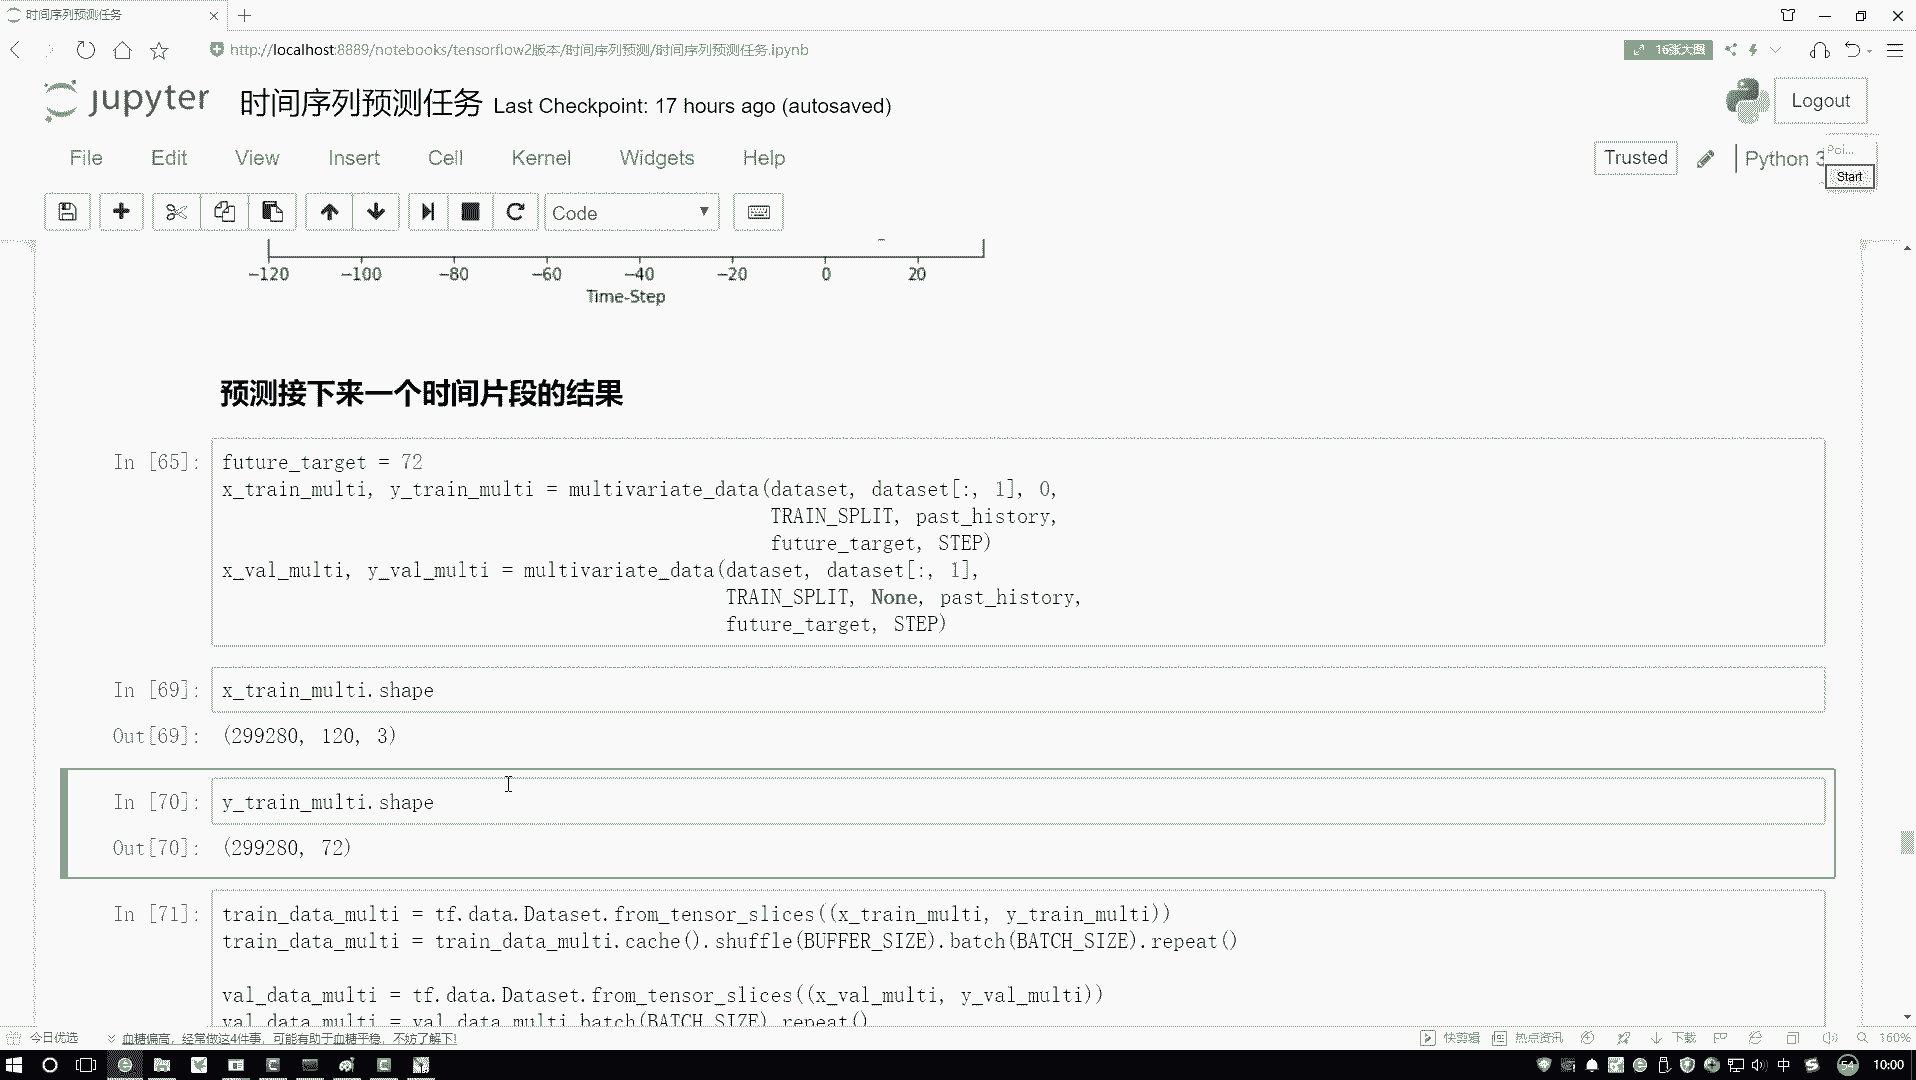 时间序列预测任务
http://localhost:8889/notebooks/tensorflow2版本/时间序列预测/时间序列预测任务.ipynb
16张大图
jupyter 时间序列预测任务 Last Checkpoint: 17 hours ago (autosaved)
Logout
File Edit View Insert Cell Kernel Widgets Help
Trusted
Python 3
Poi...
Start
Code
−120 −100 −80 −60 −40 −20 0 20
Time-Step
预测接下来一个时间片段的结果
In [65]: future_target = 72
x_train_multi, y_train_multi = multivariate_data(dataset, dataset[:, 1], 0,
TRAIN_SPLIT, past_history,
future_target, STEP)
x_val_multi, y_val_multi = multivariate_data(dataset, dataset[:, 1],
TRAIN_SPLIT, None, past_history,
future_target, STEP)
In [69]: x_train_multi.shape
Out[69]: (299280, 120, 3)
In [70]: y_train_multi.shape
Out[70]: (299280, 72)
In [71]: train_data_multi = tf.data.Dataset.from_tensor_slices((x_train_multi, y_train_multi))
train_data_multi = train_data_multi.cache().shuffle(BUFFER_SIZE).batch(BATCH_SIZE).repeat()
val_data_multi = tf.data.Dataset.from_tensor_slices((x_val_multi, y_val_multi))
val_data_multi = val_data_multi.batch(BATCH_SIZE).repeat()
今日优选 血糖偏高，经常做这4件事，可能有助于血糖平稳，不妨了解下!
快剪辑 热点资讯 下载 160%
中 54 10:00